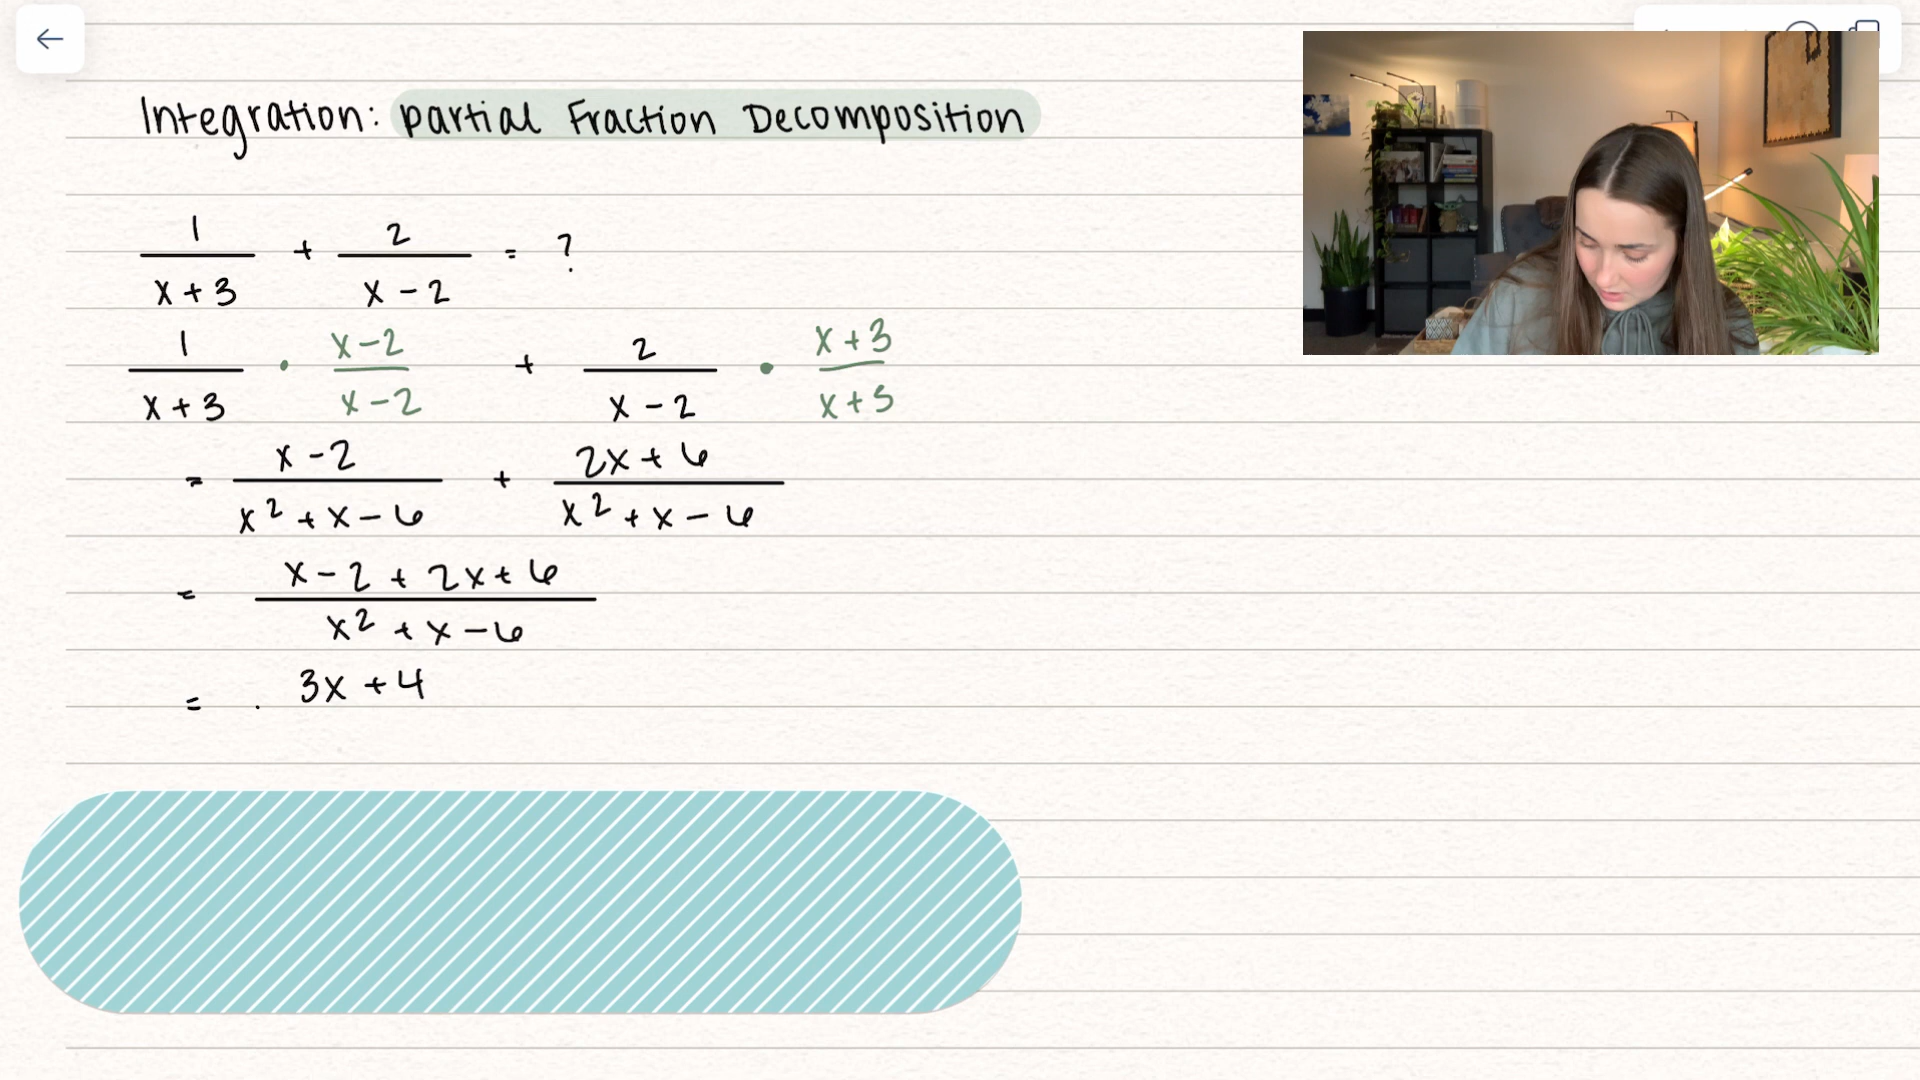 Integration: Partial Fraction Decomposition
1/(x+3) + 2/(x-2) = ?
1/(x+3) · (x-2)/(x-2) + 2/(x-2) · (x+3)/(x+5)
= (x-2)/(x²+x-6) + (2x+6)/(x²+x-6)
= (x-2+2x+6)/(x²+x-6)
= 3x+4